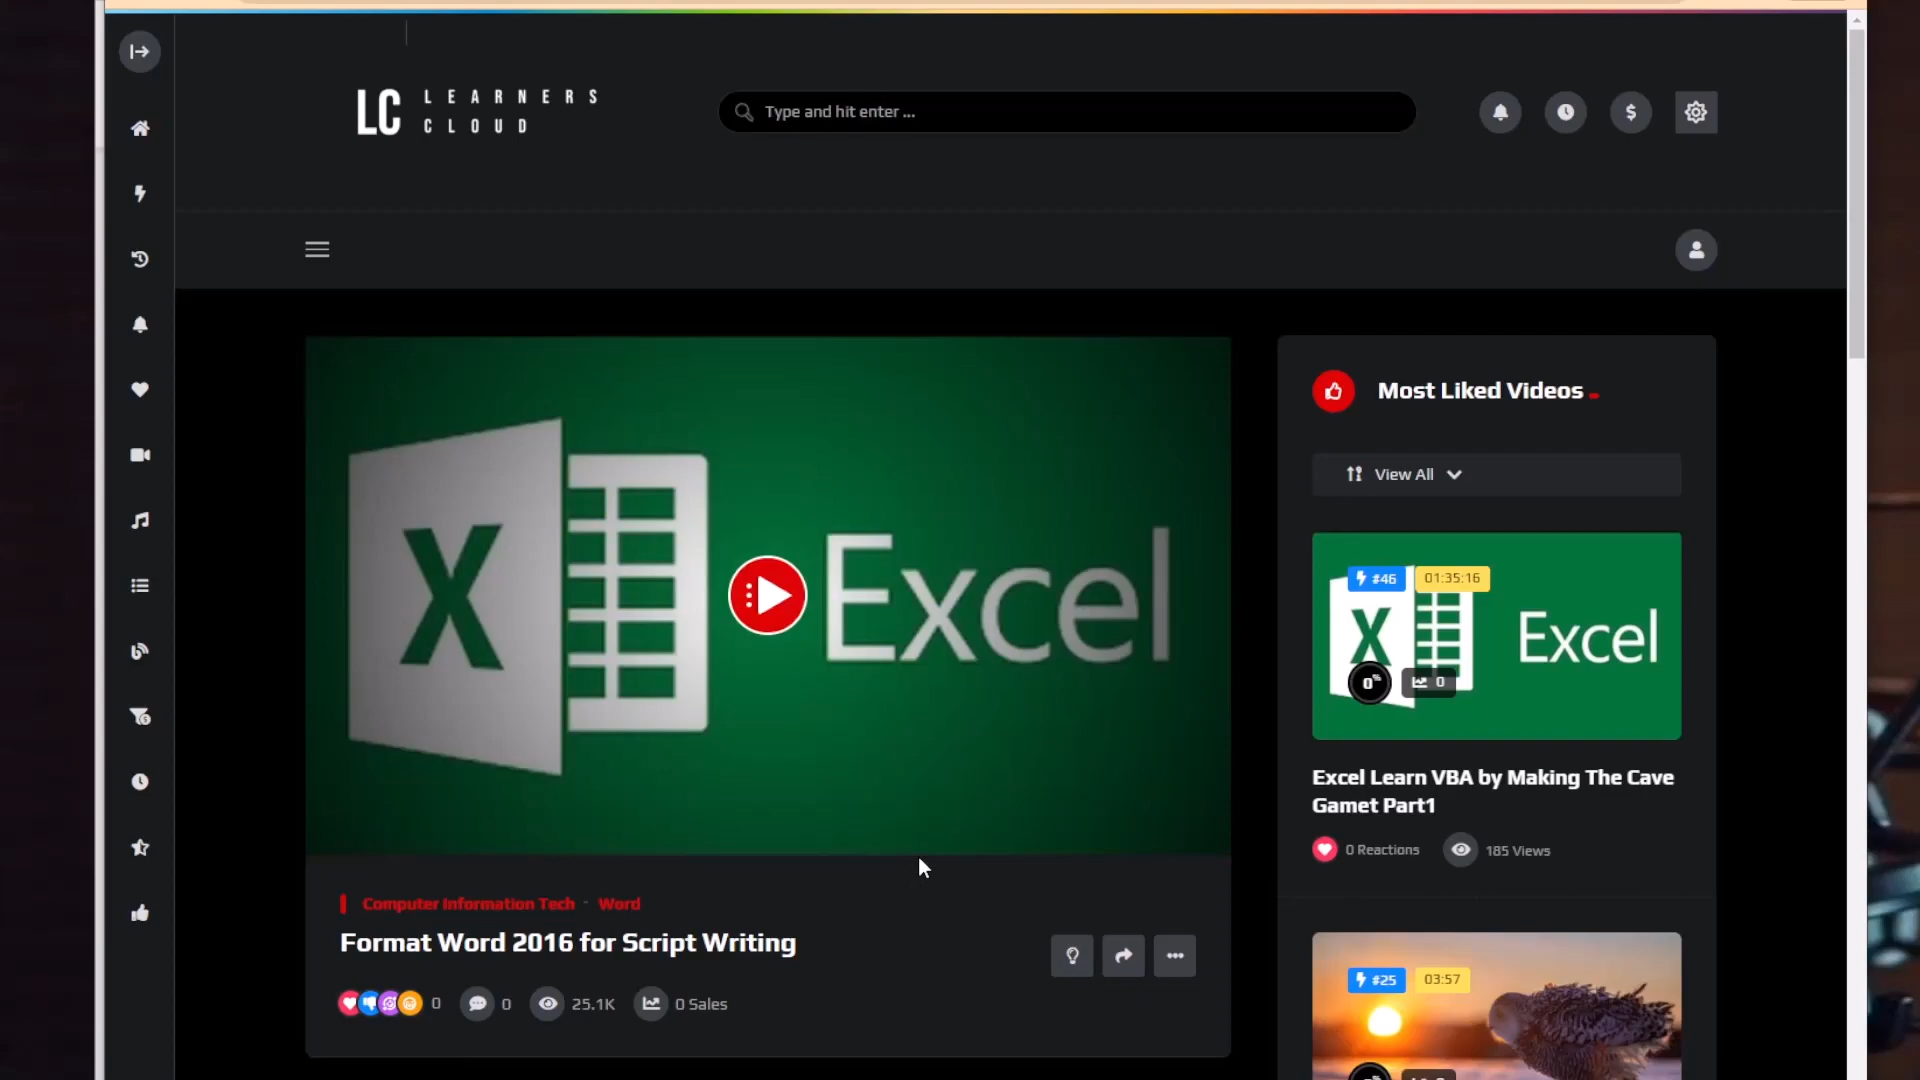 LC LEARNERS
CLOUD
Type and hit enter ...
$
X Excel
Computer Information Tech - Word
Format Word 2016 for Script Writing
0 0 25.1K 0 Sales
Most Liked Videos
View All
#46 01:35:16
X Excel
0% 0
Excel Learn VBA by Making The Cave
Gamet Part1
0 Reactions 185 Views
#25 03:57